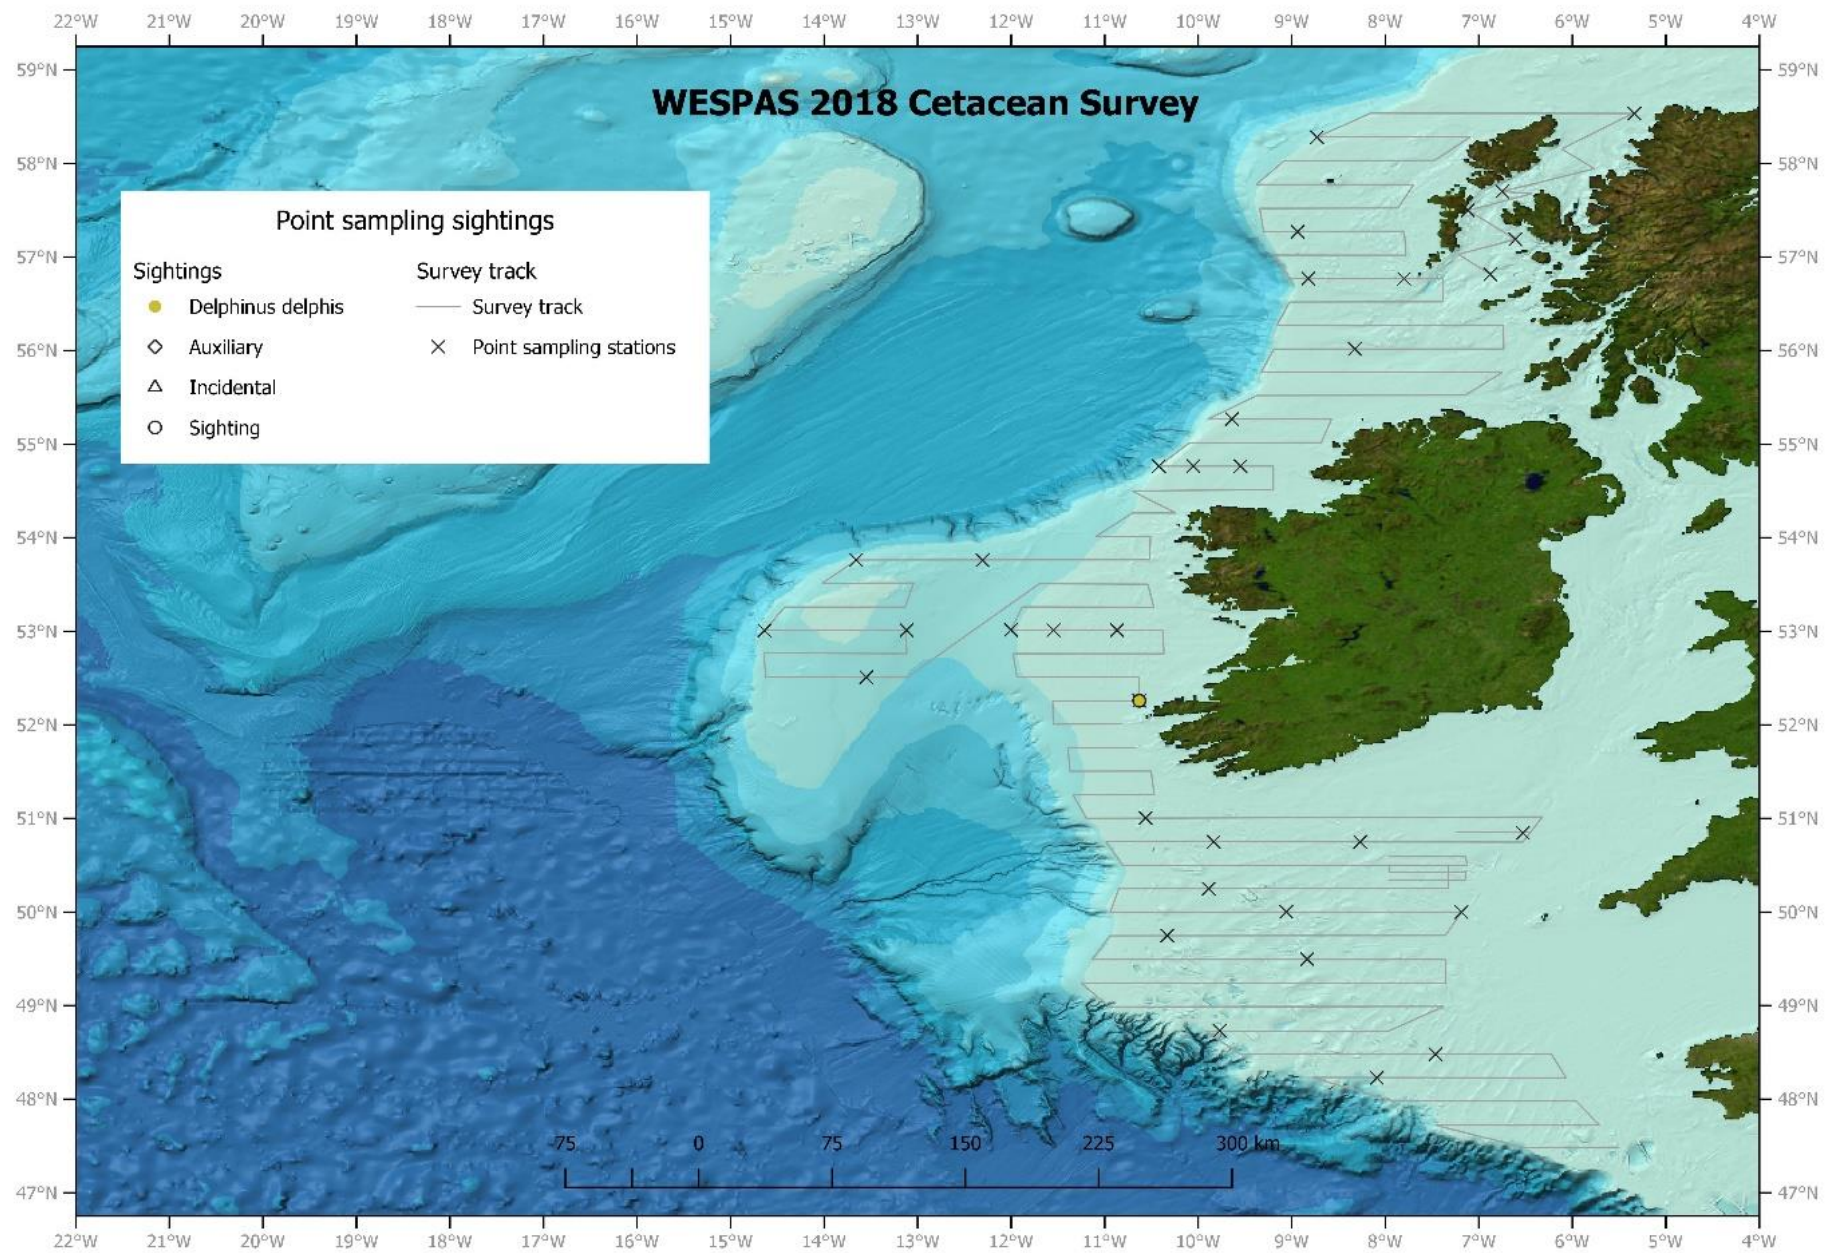 22°W 21°W 20°W 19°W 18°W 17°W 16°W 15°W 14°W 13°W 12°W 11°W 10°W 9°W 8°W 7°W 6°W 5°W 4°W
59°N 59°N
WESPAS 2018 Cetacean Survey
58°N 58°N
Point sampling sightings
57°N 57°N
Sightings Survey track
Delphinus delphis Survey track
56°N 56°N
Auxiliary Point sampling stations
Incidental
Sighting
55°N 55°N
54°N 54°N
53°N 53°N
52°N 52°N
51°N 51°N
50°N 50°N
49°N 49°N
48°N 48°N
75 0 75 150 225 300 km
47°N 47°N
22°W 21°W 20°W 19°W 18°W 17°W 16°W 15°W 14°W 13°W 12°W 11°W 10°W 9°W 8°W 7°W 6°W 5°W 4°W